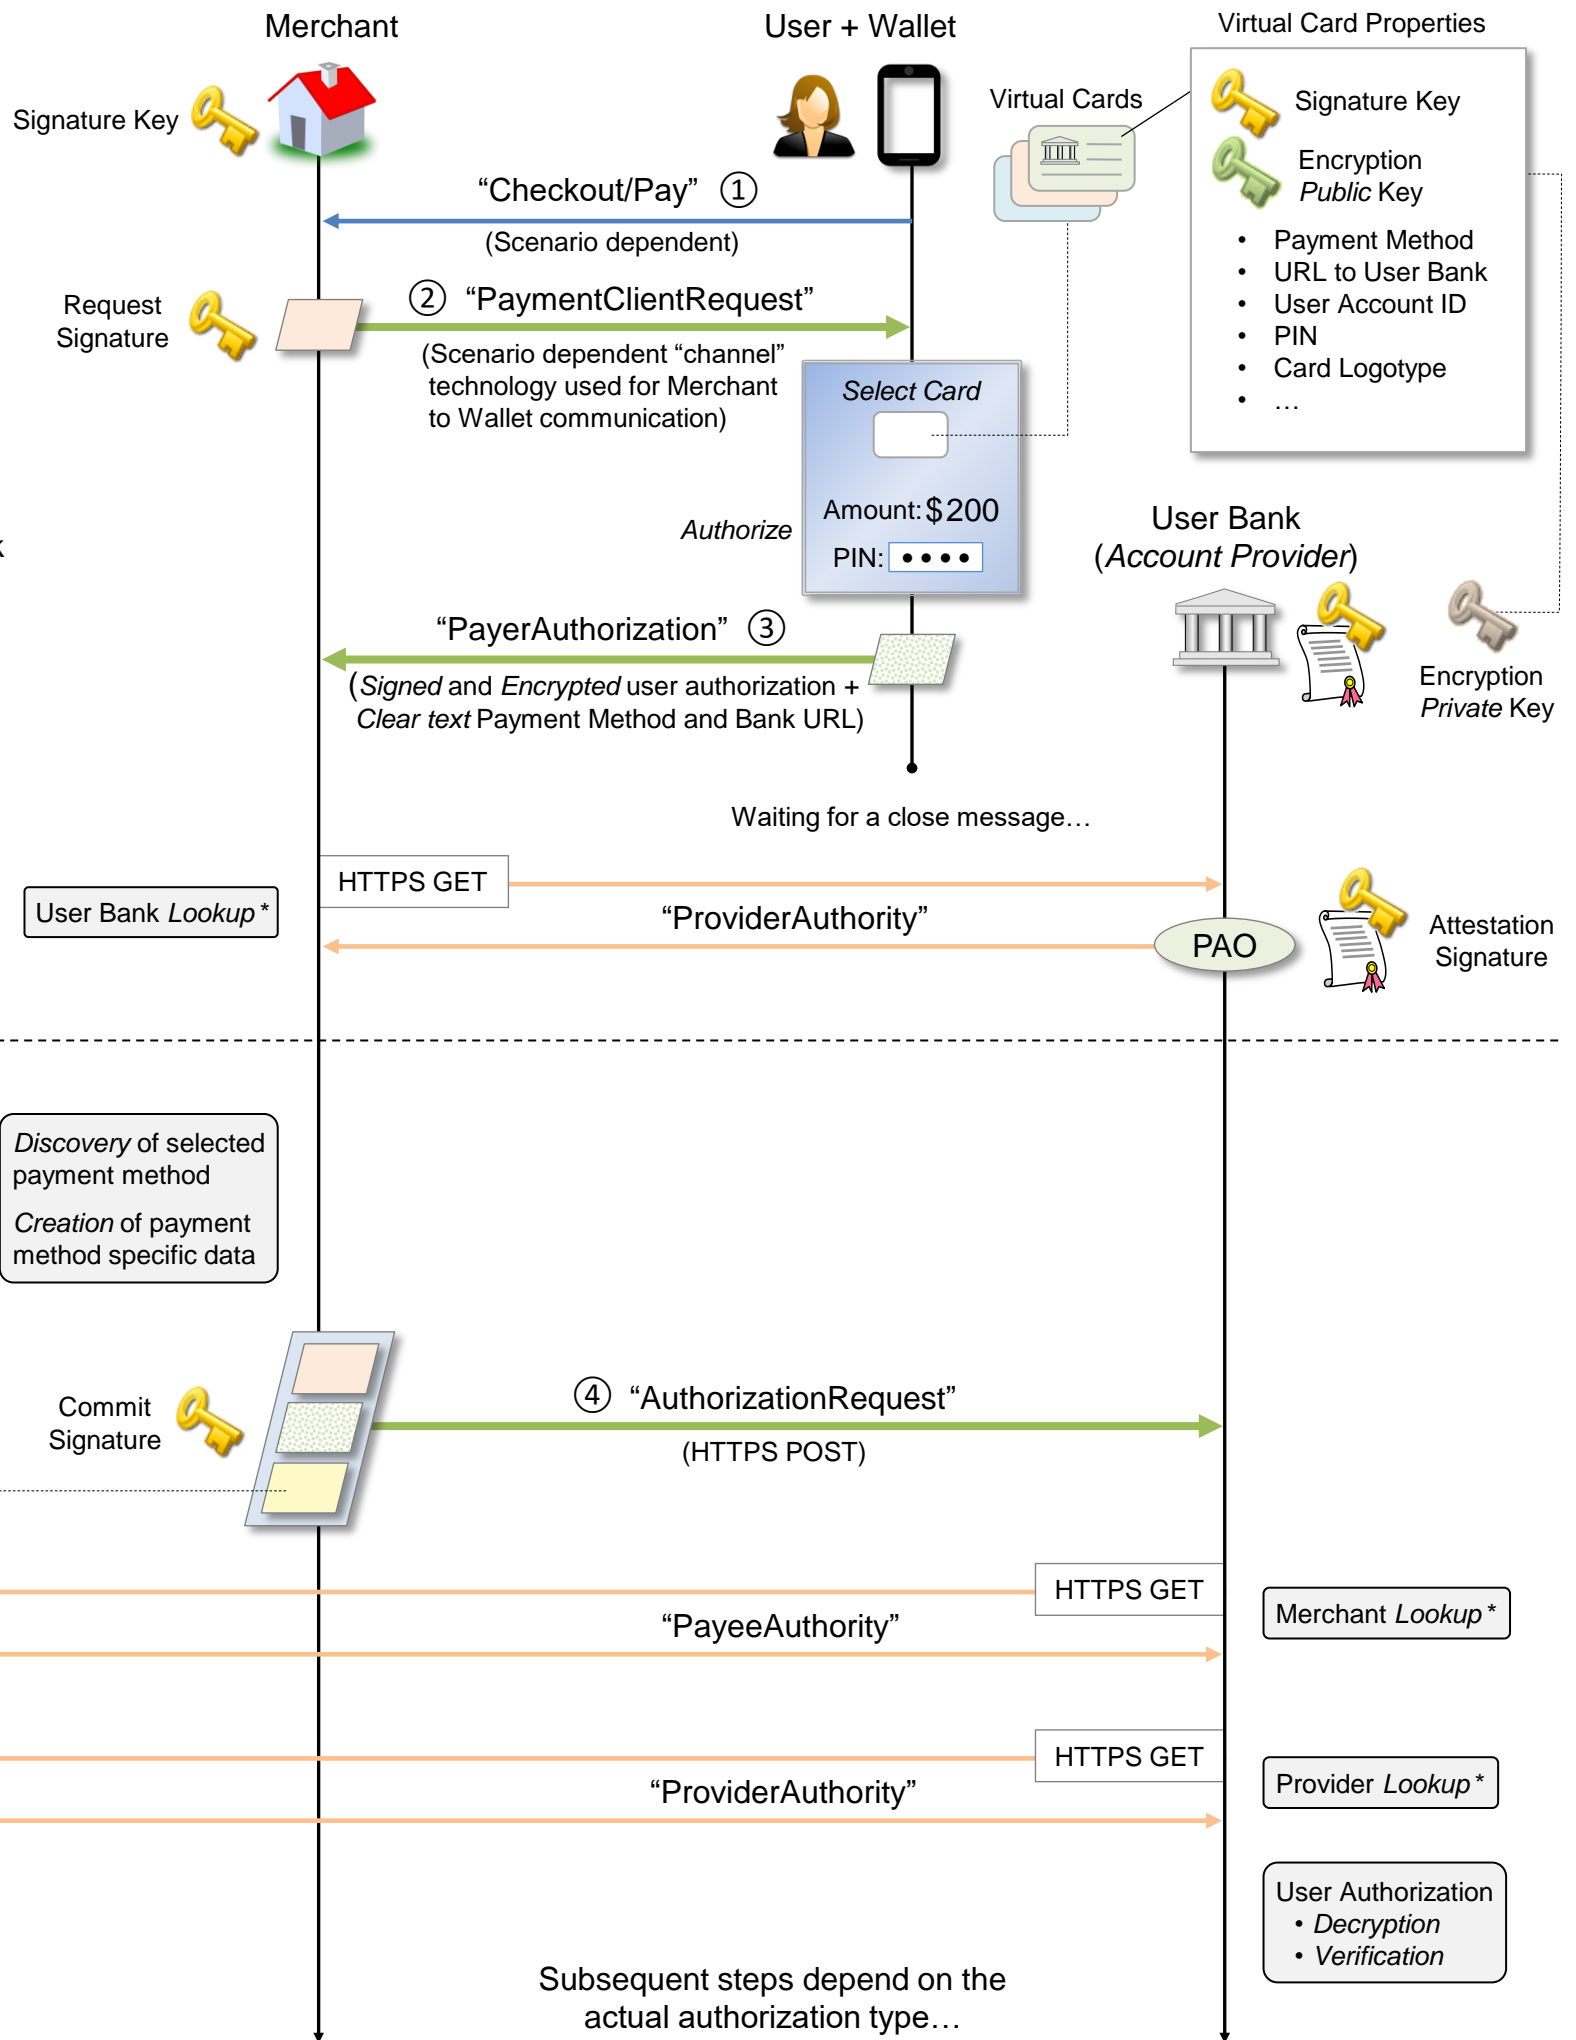 Merchant
User + Wallet
Virtual Card Properties
Signature Key
Virtual Cards
Signature Key
Encryption
Public Key
• Payment Method
• URL to User Bank
• User Account ID
• PIN
• Card Logotype
• …
“Checkout/Pay” ①
(Scenario dependent)
Request
Signature
② “PaymentClientRequest”
(Scenario dependent “channel”
technology used for Merchant
to Wallet communication)
Select Card
Amount: $200
Authorize
PIN: ••••
User Bank
(Account Provider)
“PayerAuthorization” ③
(Signed and Encrypted user authorization +
Clear text Payment Method and Bank URL)
Encryption
Private Key
Waiting for a close message…
HTTPS GET
User Bank Lookup *
“ProviderAuthority”
PAO
Attestation
Signature
Discovery of selected
payment method
Creation of payment
method specific data
Commit
Signature
④ “AuthorizationRequest”
(HTTPS POST)
HTTPS GET
Merchant Lookup *
“PayeeAuthority”
HTTPS GET
Provider Lookup *
“ProviderAuthority”
User Authorization
• Decryption
• Verification
Subsequent steps depend on the
actual authorization type…